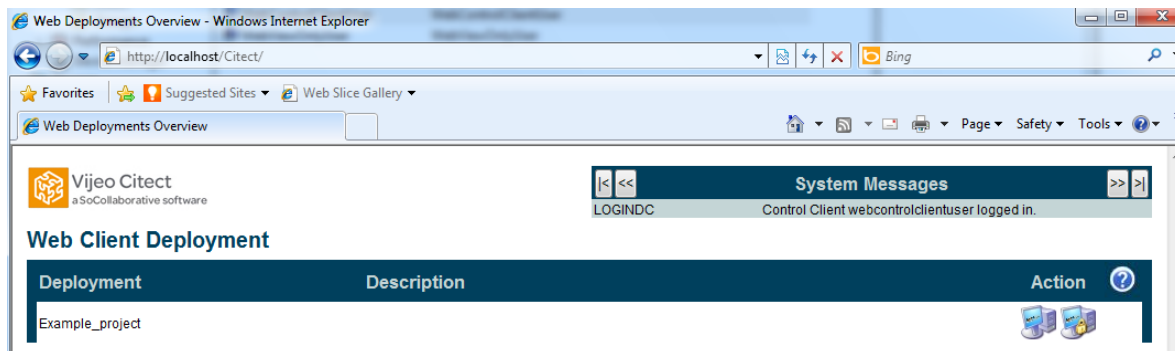 Web Deployments Overview - Windows Internet Explorer
http://localhost/Citect/
Bing
Favorites Suggested Sites Web Slice Gallery
Web Deployments Overview
Page Safety Tools
Vijeo Citect
a SoCollaborative software
|< << System Messages >> >|
LOGINDC Control Client webcontrolclientuser logged in.
Web Client Deployment
Deployment Description Action ?
Example_project